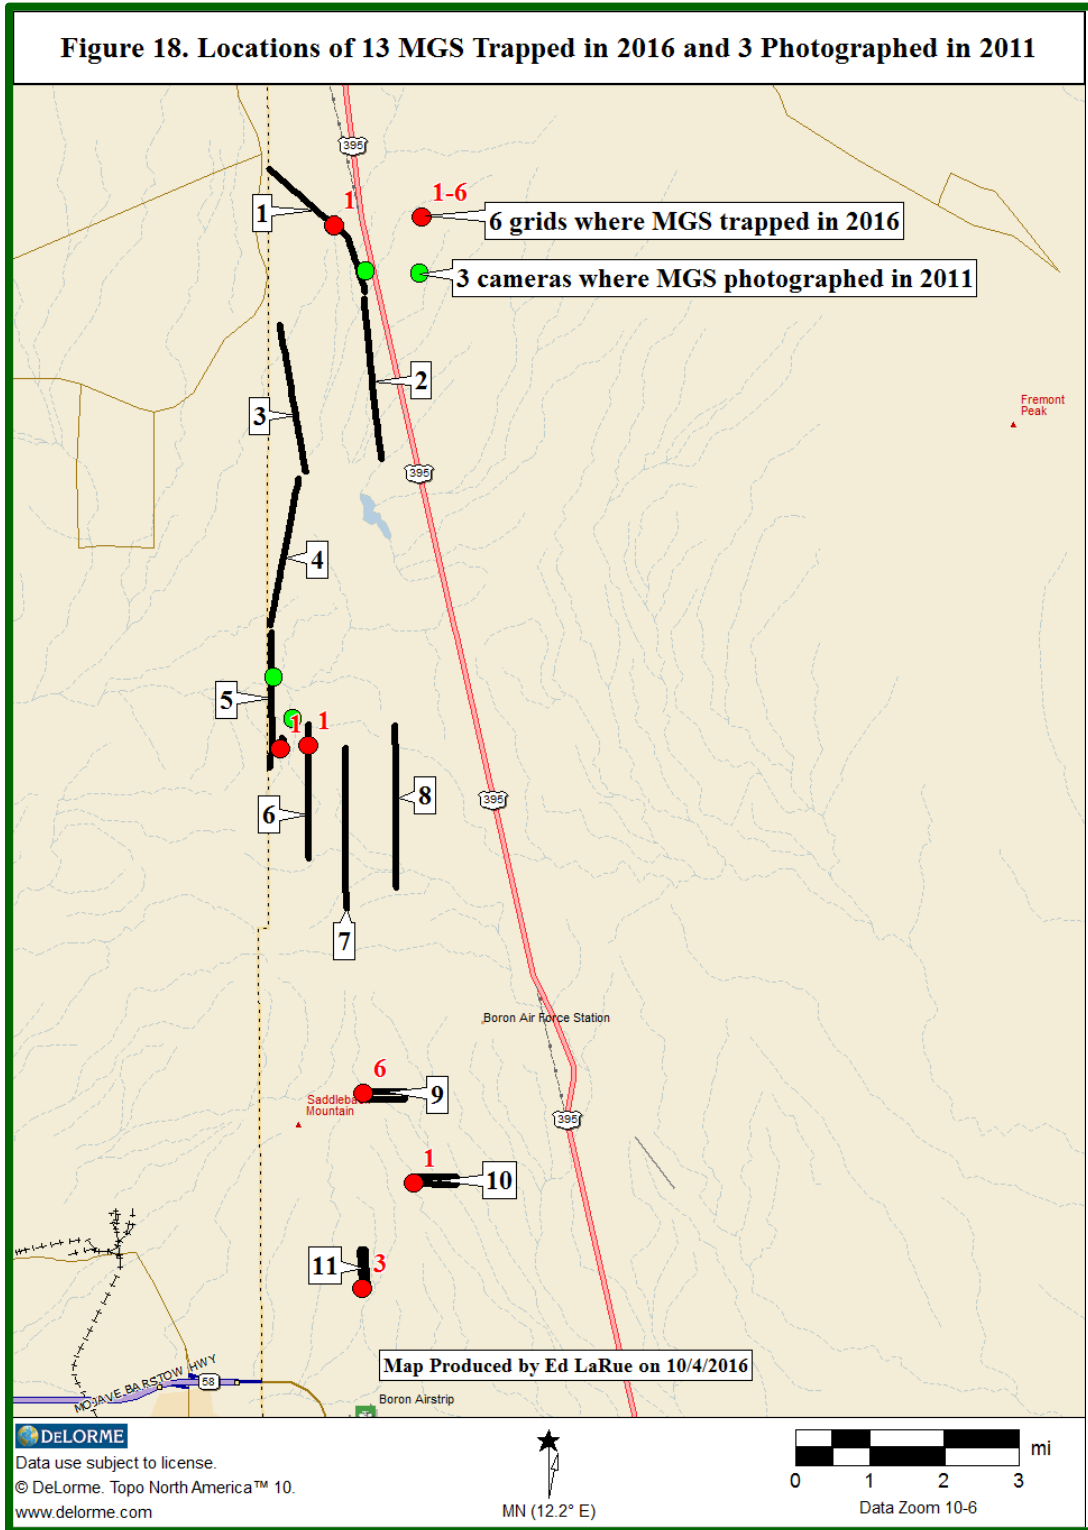 Figure 18. Locations of 13 MGS Trapped in 2016 and 3 Photographed in 2011
395
1
1
1-6
6 grids where MGS trapped in 2016
3 cameras where MGS photographed in 2011
2
3
Fremont
Peak
395
4
5
1
1
6
8
395
7
Boron Air Force Station
6
9
Saddleback
Mountain
395
1
10
11
3
Map Produced by Ed LaRue on 10/4/2016
MOJAVE BARSTOW HWY
58
Boron Airstrip
DELORME
Data use subject to license.
© DeLorme. Topo North America™ 10.
www.delorme.com
MN (12.2° E)
mi
0 1 2 3
Data Zoom 10-6